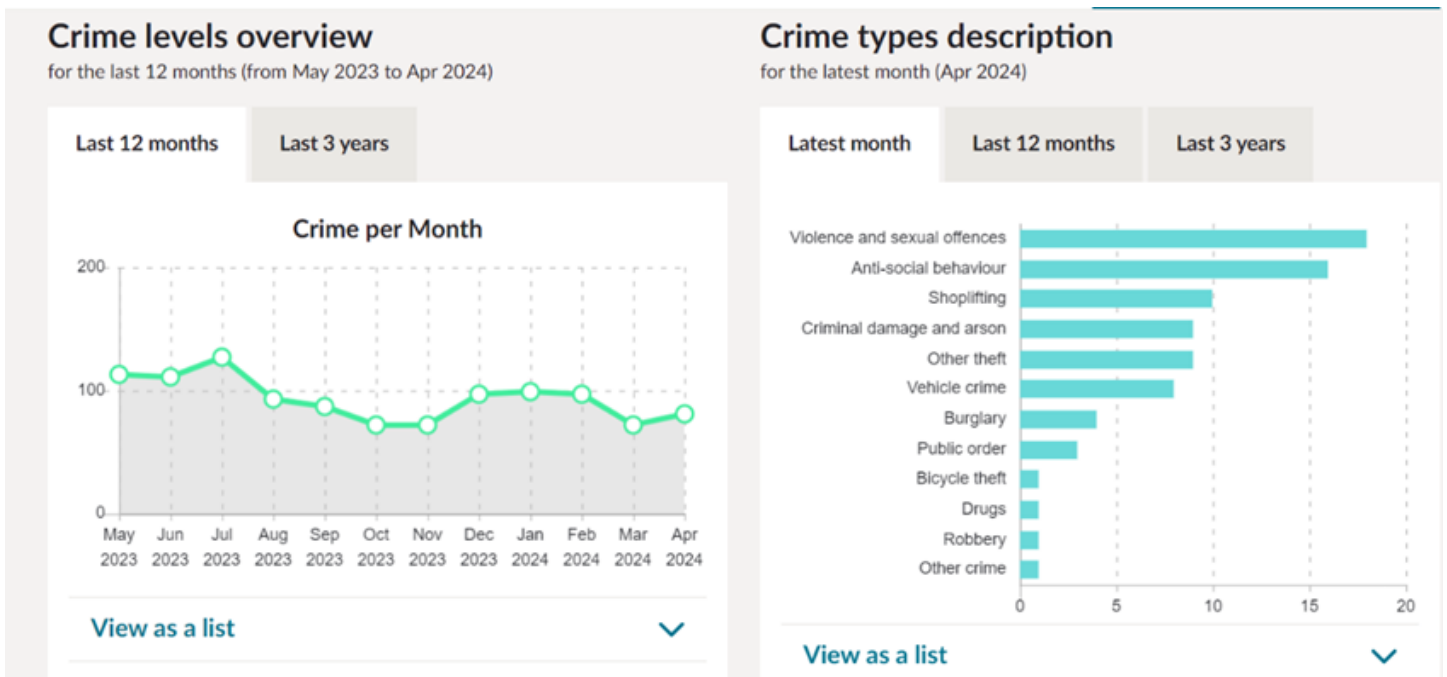 Crime levels overview
for the last 12 months (from May 2023 to Apr 2024)
Last 12 months
Last 3 years
Crime per Month
200
100
0
May Jun Jul Aug Sep Oct Nov Dec Jan Feb Mar Apr
2023 2023 2023 2023 2023 2023 2023 2023 2024 2024 2024 2024
View as a list
Crime types description
for the latest month (Apr 2024)
Latest month
Last 12 months
Last 3 years
Violence and sexual offences
Anti-social behaviour
Shoplifting
Criminal damage and arson
Other theft
Vehicle crime
Burglary
Public order
Bicycle theft
Drugs
Robbery
Other crime
0 5 10 15 20
View as a list